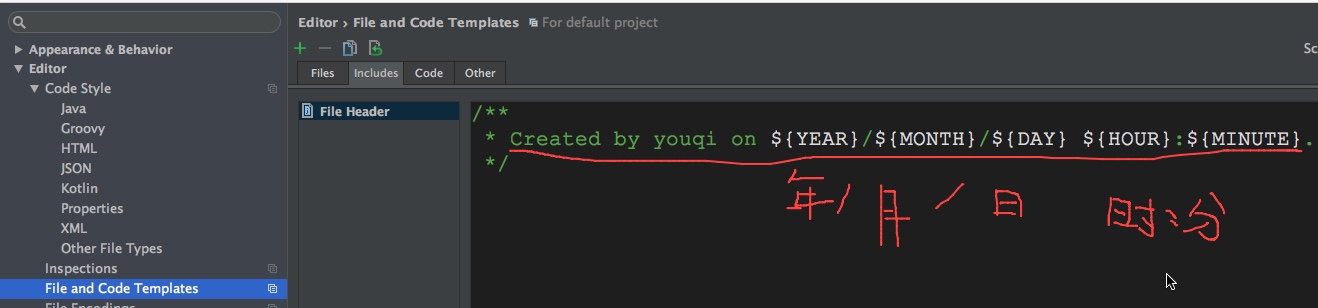 Editor › File and Code Templates For default project
Appearance & Behavior
Editor
Code Style
Java
Groovy
HTML
JSON
Kotlin
Properties
XML
Other File Types
Inspections
File and Code Templates
File Encodings
Sc
Files Includes Code Other
File Header
/**
* Created by youqi on ${YEAR}/${MONTH}/${DAY} ${HOUR}:${MINUTE}.
*/
年/月/日 时:分